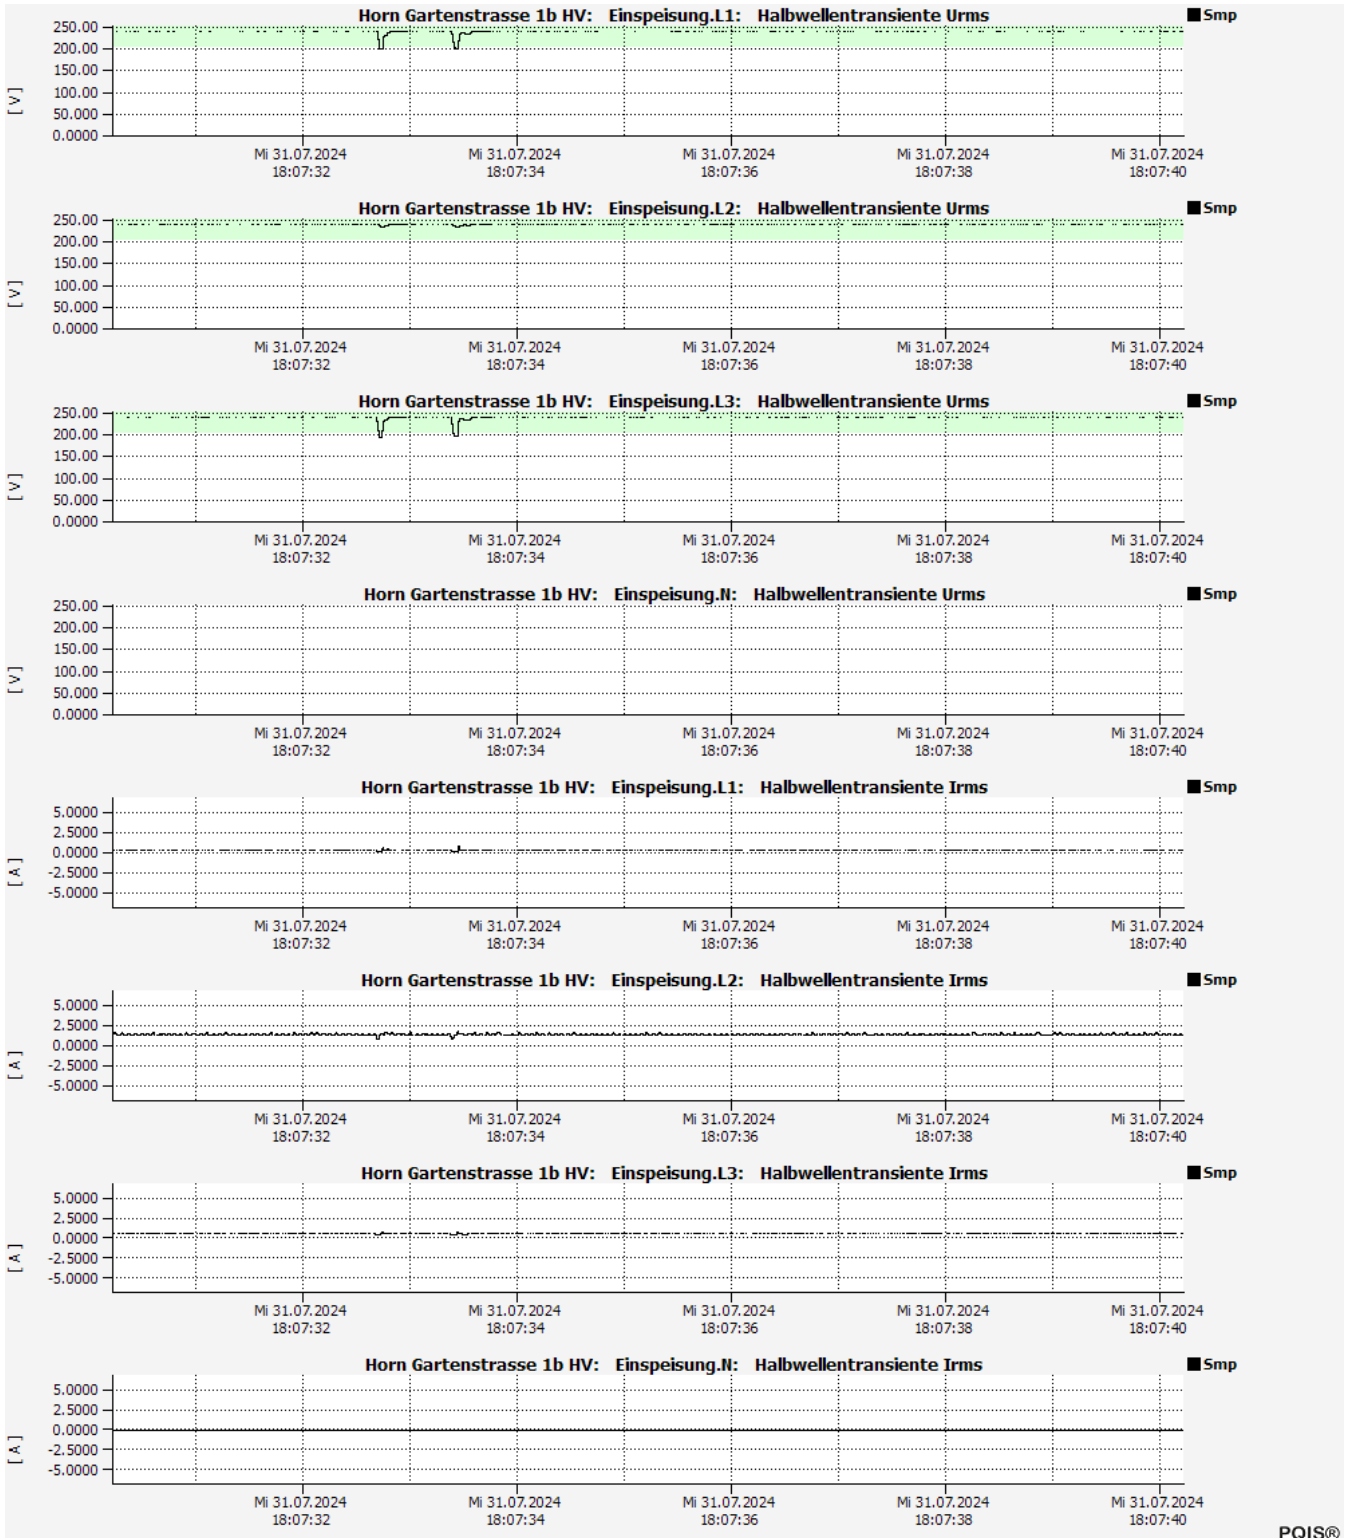 Horn Gartenstrasse 1b HV: Einspeisung.L1: Halbwellentransiente Urms
Smp
250.00
200.00
150.00
100.00
50.000
0.0000
[ V ]
Mi 31.07.2024 Mi 31.07.2024 Mi 31.07.2024 Mi 31.07.2024 Mi 31.07.2024
18:07:32 18:07:34 18:07:36 18:07:38 18:07:40
Horn Gartenstrasse 1b HV: Einspeisung.L2: Halbwellentransiente Urms
Smp
250.00
200.00
150.00
100.00
50.000
0.0000
[ V ]
Mi 31.07.2024 Mi 31.07.2024 Mi 31.07.2024 Mi 31.07.2024 Mi 31.07.2024
18:07:32 18:07:34 18:07:36 18:07:38 18:07:40
Horn Gartenstrasse 1b HV: Einspeisung.L3: Halbwellentransiente Urms
Smp
250.00
200.00
150.00
100.00
50.000
0.0000
[ V ]
Mi 31.07.2024 Mi 31.07.2024 Mi 31.07.2024 Mi 31.07.2024 Mi 31.07.2024
18:07:32 18:07:34 18:07:36 18:07:38 18:07:40
Horn Gartenstrasse 1b HV: Einspeisung.N: Halbwellentransiente Urms
Smp
250.00
200.00
150.00
100.00
50.000
0.0000
[ V ]
Mi 31.07.2024 Mi 31.07.2024 Mi 31.07.2024 Mi 31.07.2024 Mi 31.07.2024
18:07:32 18:07:34 18:07:36 18:07:38 18:07:40
Horn Gartenstrasse 1b HV: Einspeisung.L1: Halbwellentransiente Irms
Smp
5.0000
2.5000
0.0000
-2.5000
-5.0000
[ A ]
Mi 31.07.2024 Mi 31.07.2024 Mi 31.07.2024 Mi 31.07.2024 Mi 31.07.2024
18:07:32 18:07:34 18:07:36 18:07:38 18:07:40
Horn Gartenstrasse 1b HV: Einspeisung.L2: Halbwellentransiente Irms
Smp
5.0000
2.5000
0.0000
-2.5000
-5.0000
[ A ]
Mi 31.07.2024 Mi 31.07.2024 Mi 31.07.2024 Mi 31.07.2024 Mi 31.07.2024
18:07:32 18:07:34 18:07:36 18:07:38 18:07:40
Horn Gartenstrasse 1b HV: Einspeisung.L3: Halbwellentransiente Irms
Smp
5.0000
2.5000
0.0000
-2.5000
-5.0000
[ A ]
Mi 31.07.2024 Mi 31.07.2024 Mi 31.07.2024 Mi 31.07.2024 Mi 31.07.2024
18:07:32 18:07:34 18:07:36 18:07:38 18:07:40
Horn Gartenstrasse 1b HV: Einspeisung.N: Halbwellentransiente Irms
Smp
5.0000
2.5000
0.0000
-2.5000
-5.0000
[ A ]
Mi 31.07.2024 Mi 31.07.2024 Mi 31.07.2024 Mi 31.07.2024 Mi 31.07.2024
18:07:32 18:07:34 18:07:36 18:07:38 18:07:40
PQIS®